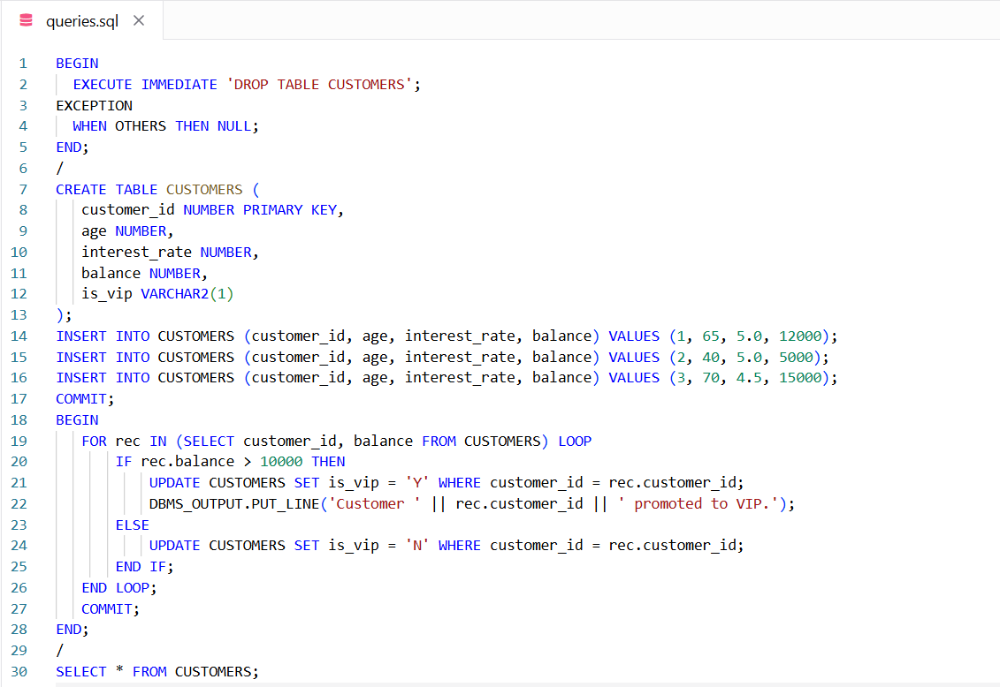 queries.sql ×
1 BEGIN
2   EXECUTE IMMEDIATE 'DROP TABLE CUSTOMERS';
3 EXCEPTION
4   WHEN OTHERS THEN NULL;
5 END;
6 /
7 CREATE TABLE CUSTOMERS (
8    customer_id NUMBER PRIMARY KEY,
9    age NUMBER,
10    interest_rate NUMBER,
11    balance NUMBER,
12    is_vip VARCHAR2(1)
13 );
14 INSERT INTO CUSTOMERS (customer_id, age, interest_rate, balance) VALUES (1, 65, 5.0, 12000);
15 INSERT INTO CUSTOMERS (customer_id, age, interest_rate, balance) VALUES (2, 40, 5.0, 5000);
16 INSERT INTO CUSTOMERS (customer_id, age, interest_rate, balance) VALUES (3, 70, 4.5, 15000);
17 COMMIT;
18 BEGIN
19    FOR rec IN (SELECT customer_id, balance FROM CUSTOMERS) LOOP
20        IF rec.balance > 10000 THEN
21            UPDATE CUSTOMERS SET is_vip = 'Y' WHERE customer_id = rec.customer_id;
22            DBMS_OUTPUT.PUT_LINE('Customer ' || rec.customer_id || ' promoted to VIP.');
23        ELSE
24            UPDATE CUSTOMERS SET is_vip = 'N' WHERE customer_id = rec.customer_id;
25        END IF;
26    END LOOP;
27    COMMIT;
28 END;
29 /
30 SELECT * FROM CUSTOMERS;